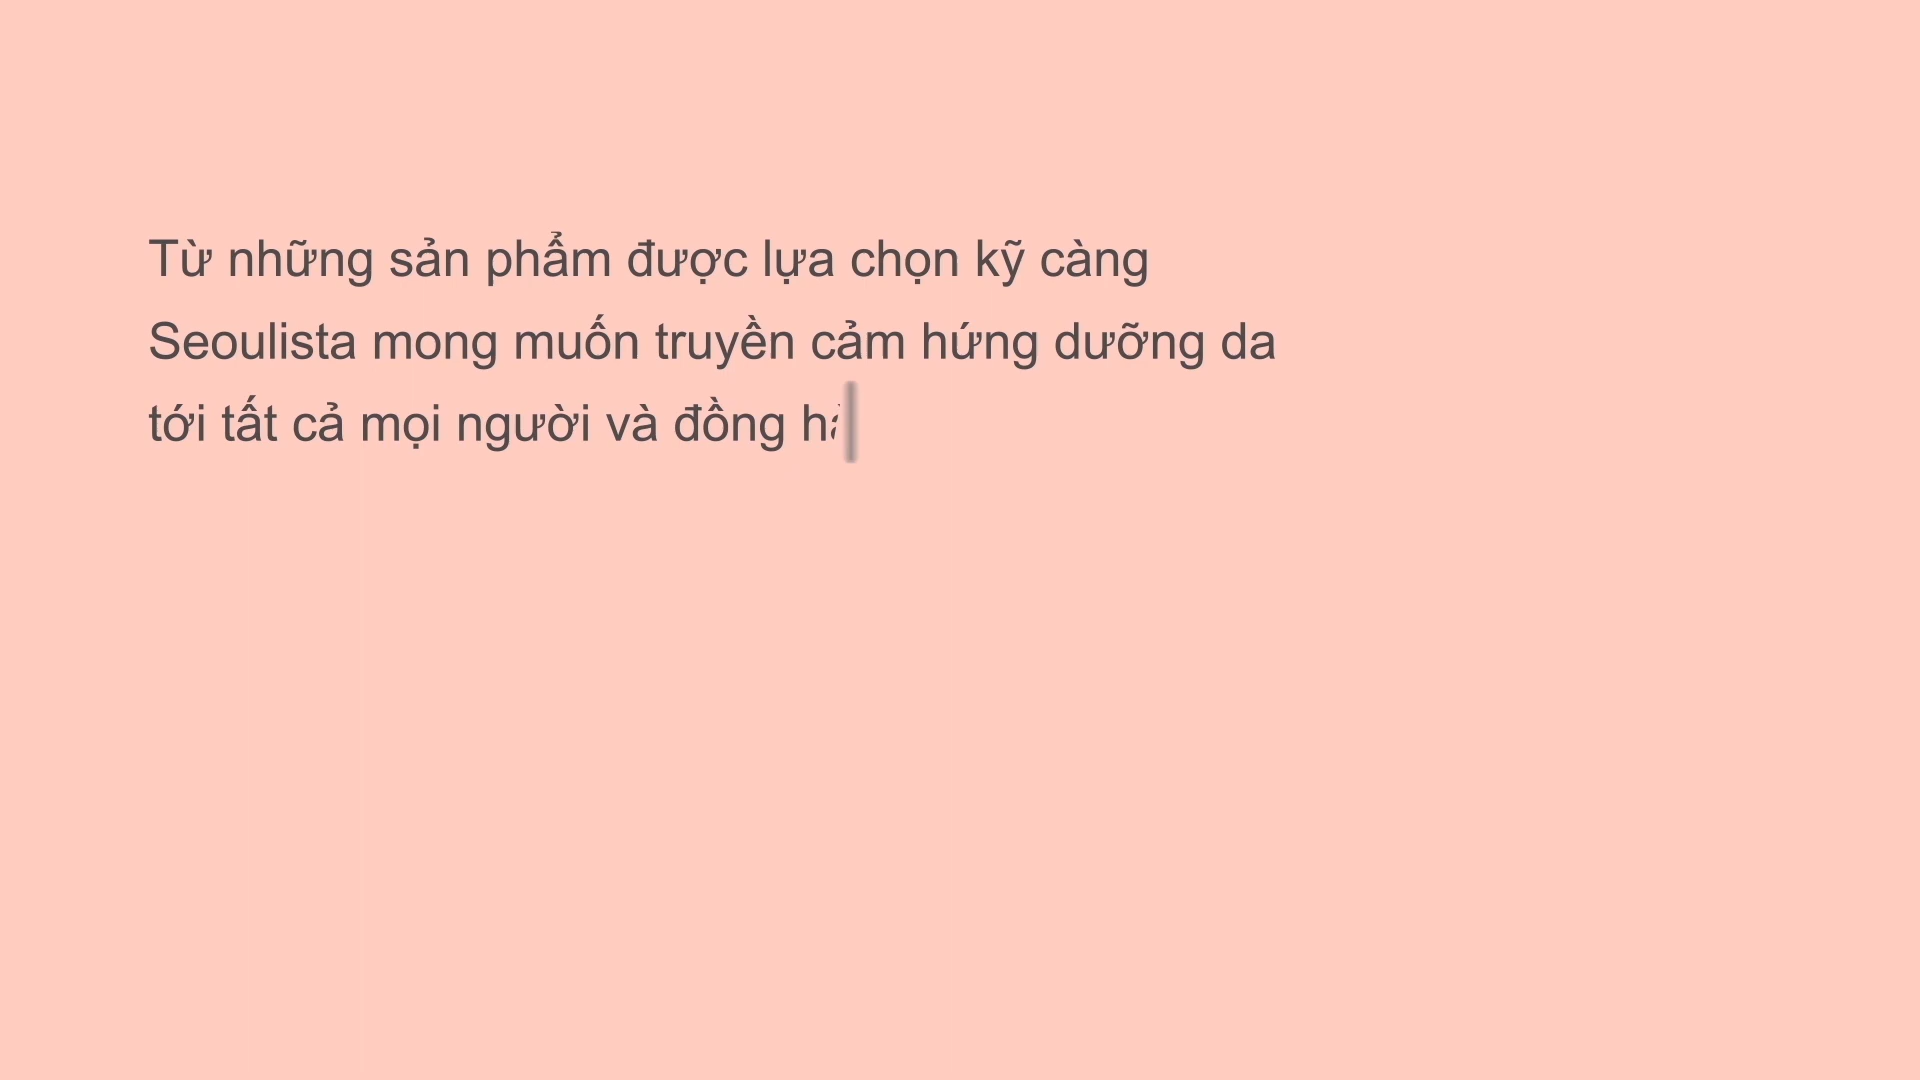 Từ những sản phẩm được lựa chọn kỹ càng
Seoulista mong muốn truyền cảm hứng dưỡng da
tới tất cả mọi người và đồng